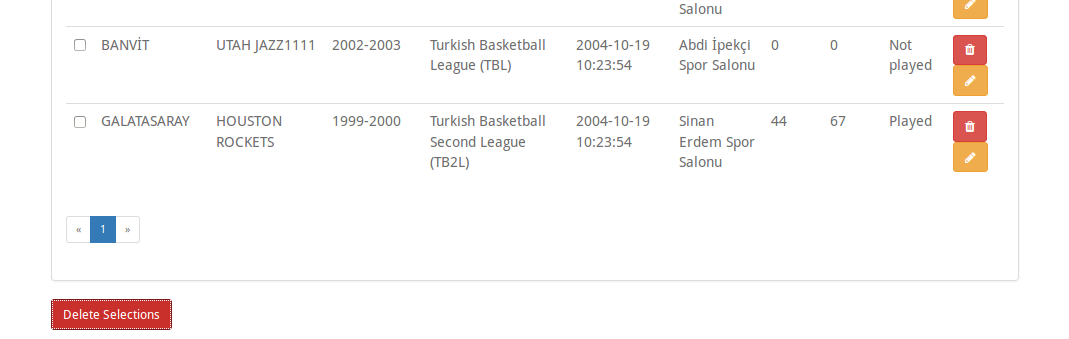 Salonu
BANVİT UTAH JAZZ1111 2002-2003 Turkish Basketball 2004-10-19 Abdi İpekçi 0 0 Not
League (TBL) 10:23:54 Spor Salonu played
GALATASARAY HOUSTON 1999-2000 Turkish Basketball 2004-10-19 Sinan 44 67 Played
ROCKETS Second League 10:23:54 Erdem Spor
(TB2L) Salonu
« 1 »
Delete Selections